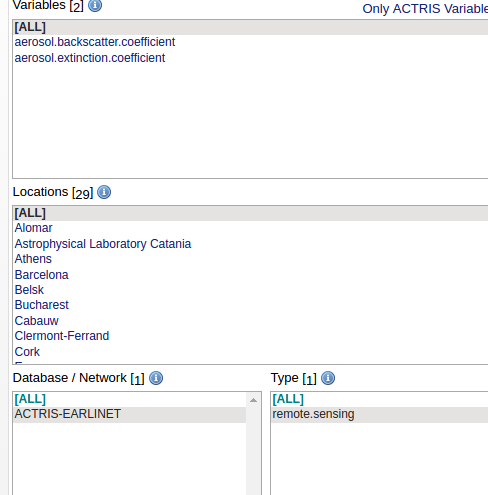 Variables [2]
Only ACTRIS Variable
[ALL]
aerosol.backscatter.coefficient
aerosol.extinction.coefficient
Locations [29]
[ALL]
Alomar
Astrophysical Laboratory Catania
Athens
Barcelona
Belsk
Bucharest
Cabauw
Clermont-Ferrand
Cork
Database / Network [1]
Type [1]
[ALL]
[ALL]
ACTRIS-EARLINET
remote.sensing